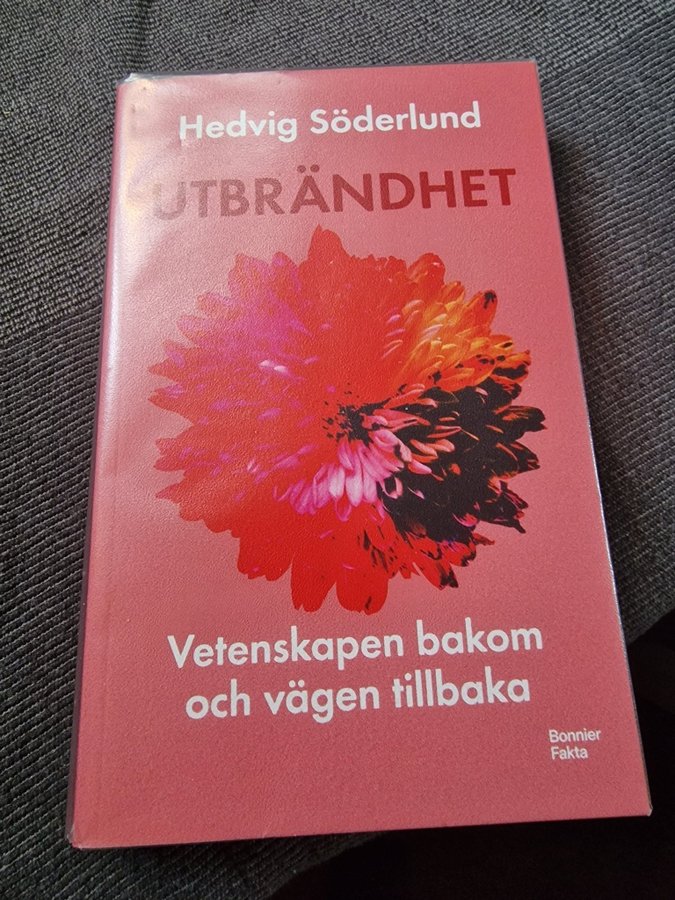 Hedvig Söderlund
UTBRÄNDHET
Vetenskapen bakom
och vägen tillbaka
Bonnier
Fakta